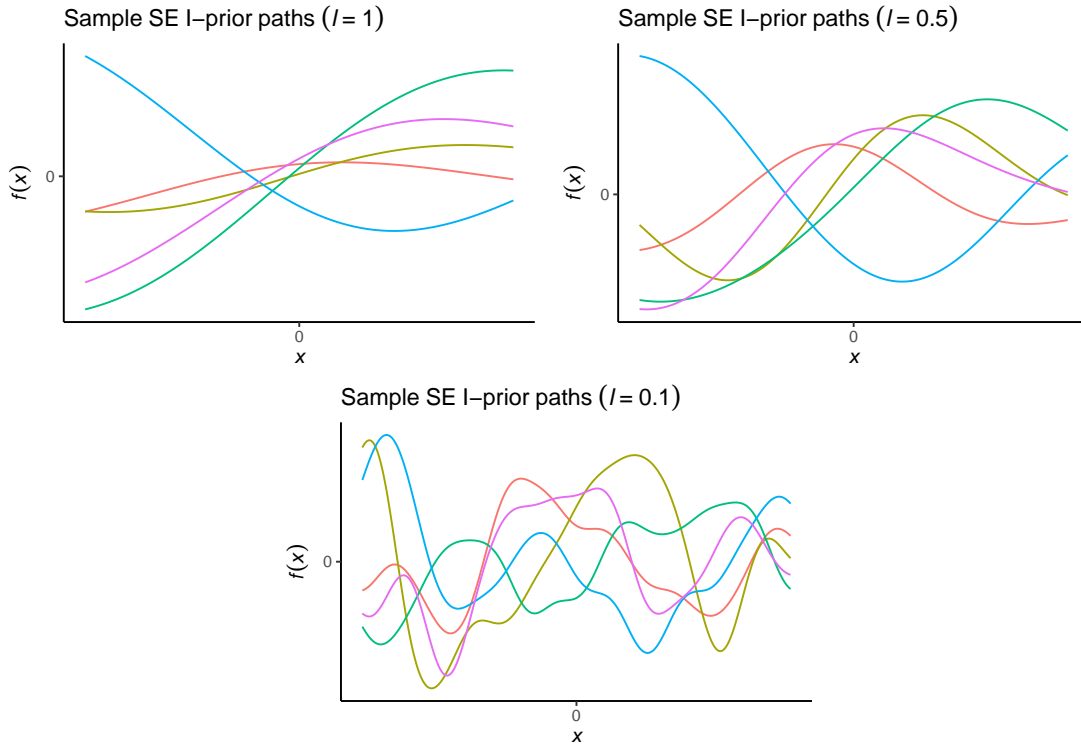 Sample SE I−prior paths (l = 1)
f(x)
0
0
x
Sample SE I−prior paths (l = 0.5)
f(x)
0
0
x
Sample SE I−prior paths (l = 0.1)
f(x)
0
0
x